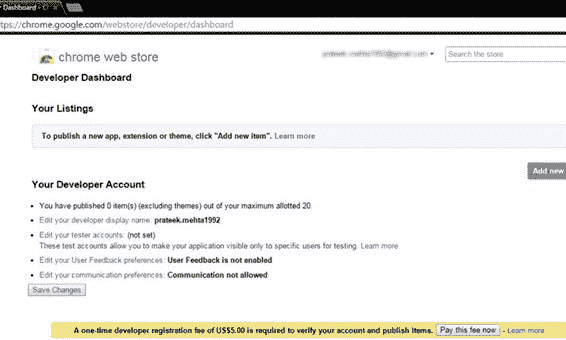 Developer Dashboard
tps://chrome.google.com/webstore/developer/dashboard
chrome web store
Search the store
Developer Dashboard
Your Listings
To publish a new app, extension or theme, click "Add new item". Learn more
Add new
Your Developer Account
You have published 0 item(s) (excluding themes) out of your maximum allotted 20.
Edit your developer display name: prateek.mehta1992
Edit your tester accounts: (not set)
These test accounts allow you to make your application visible only to specific users for testing. Learn more
Edit your User Feedback preferences: User Feedback is not enabled
Edit your communication preferences: Communication not allowed
Save Changes
A one-time developer registration fee of US$5.00 is required to verify your account and publish items. Pay this fee now - Learn more